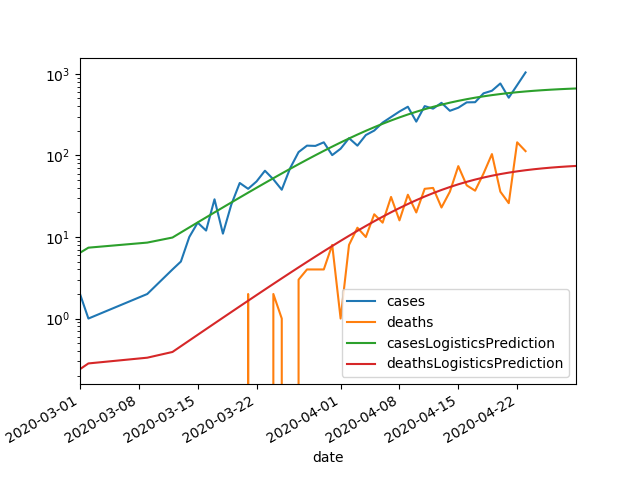 10³
10²
10¹
10⁰
cases
deaths
casesLogisticsPrediction
deathsLogisticsPrediction
2020-03-01
2020-03-08
2020-03-15
2020-03-22
2020-04-01
2020-04-08
2020-04-15
2020-04-22
date